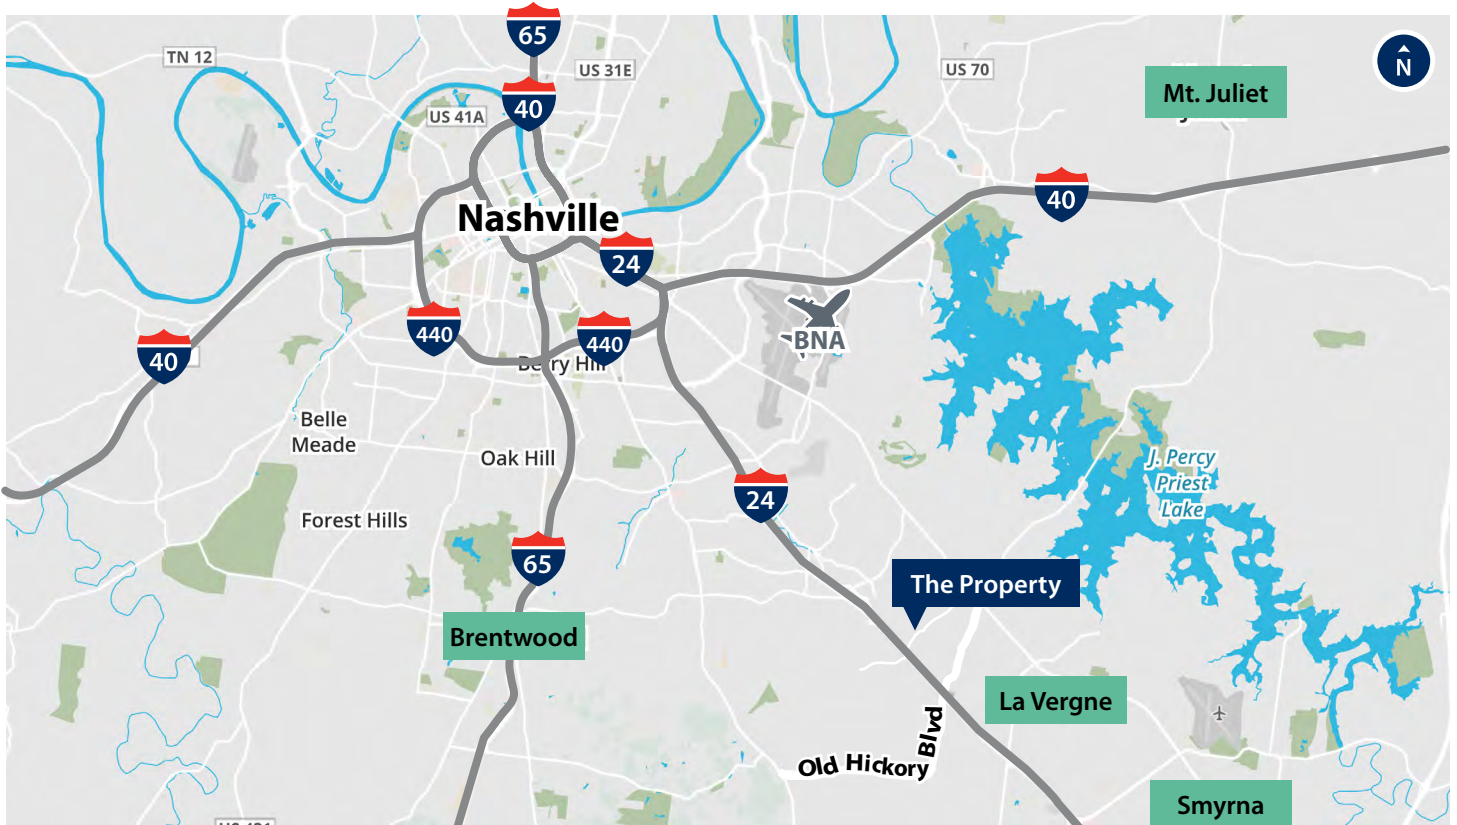 65
TN 12
US 31E
US 70
N
40
US 41A
Mt. Juliet
40
Nashville
24
440
440
BNA
40
Berry Hill
Belle
Meade
Oak Hill
J. Percy
Priest
Lake
24
Forest Hills
65
The Property
Brentwood
La Vergne
Old Hickory Blvd
Smyrna